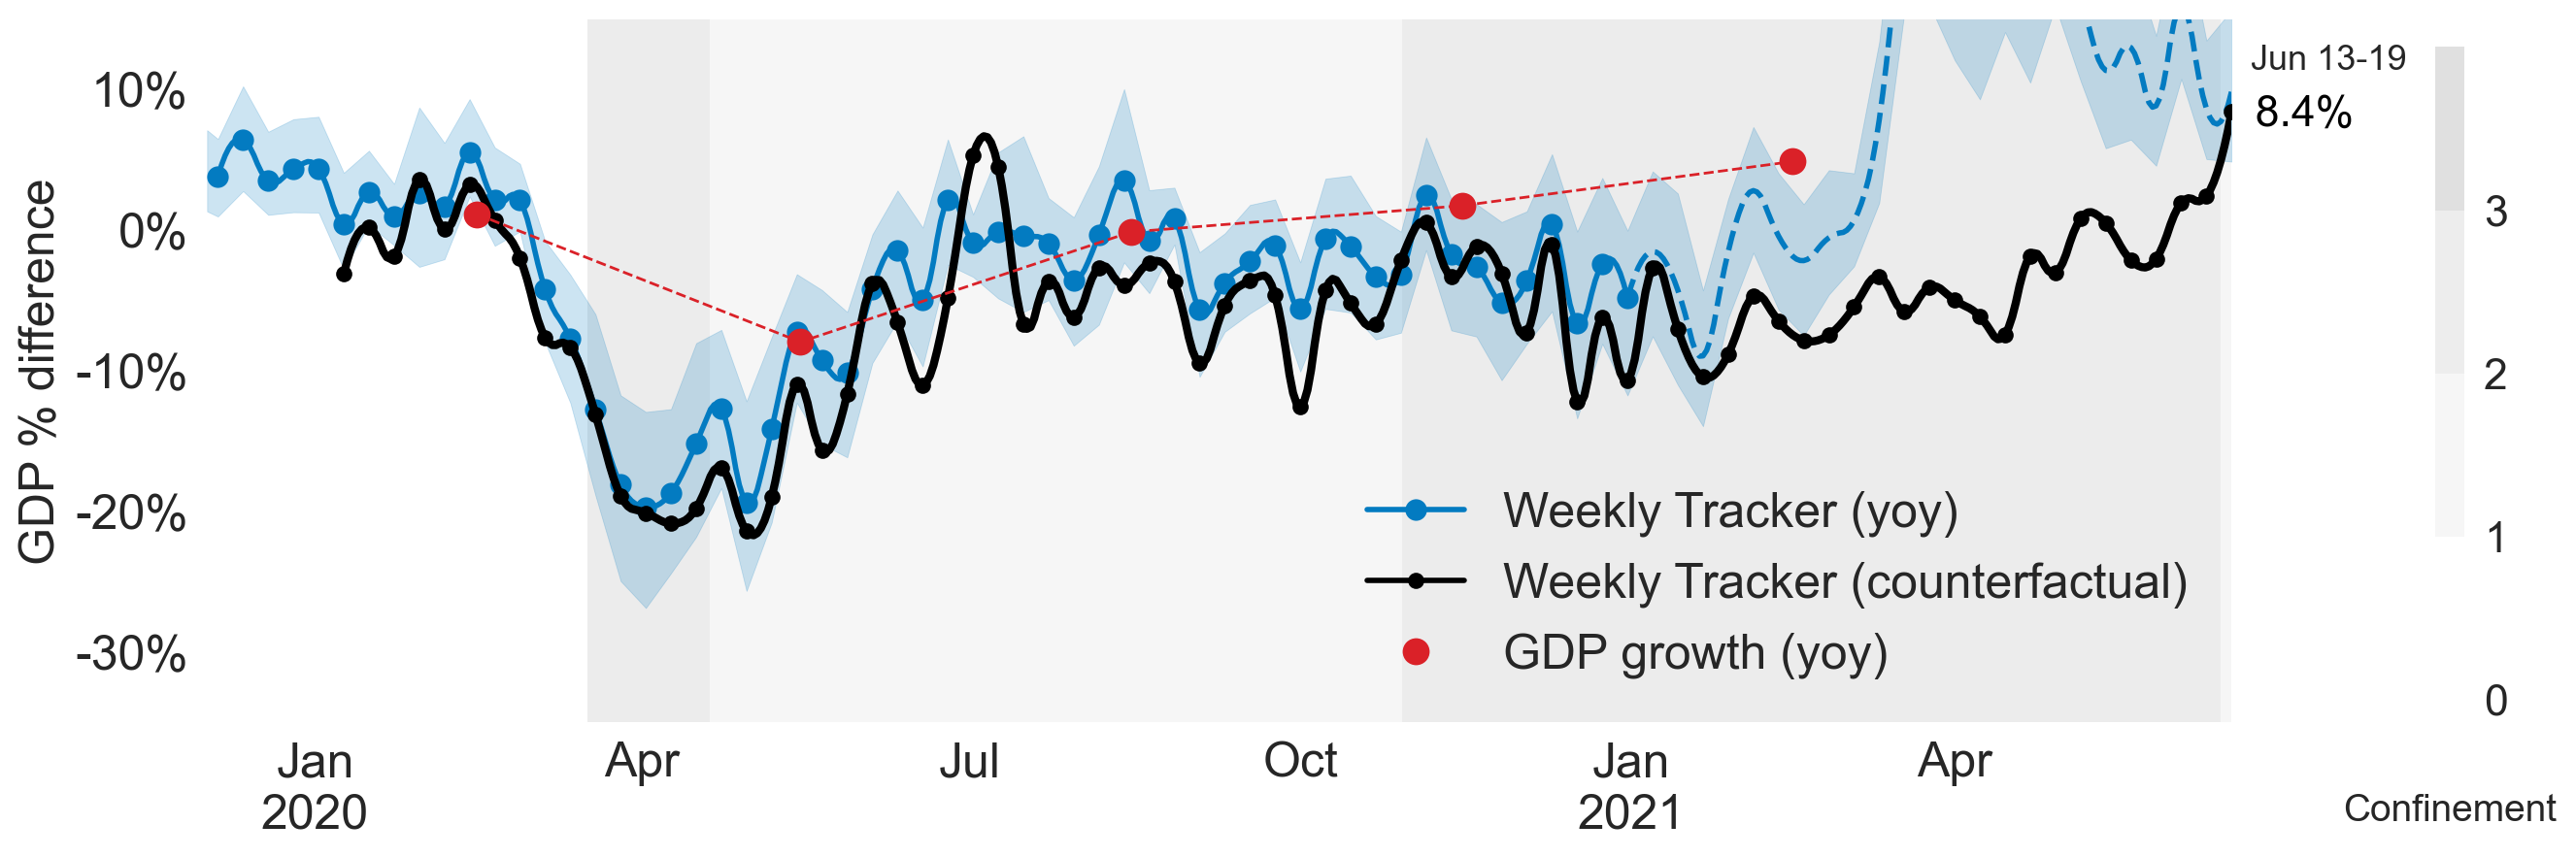 GDP % difference
10%
0%
-10%
-20%
-30%
Jan
2020
Apr
Jul
Oct
Jan
2021
Apr
Weekly Tracker (yoy)
Weekly Tracker (counterfactual)
GDP growth (yoy)
Jun 13-19
8.4%
3
2
1
0
Confinement